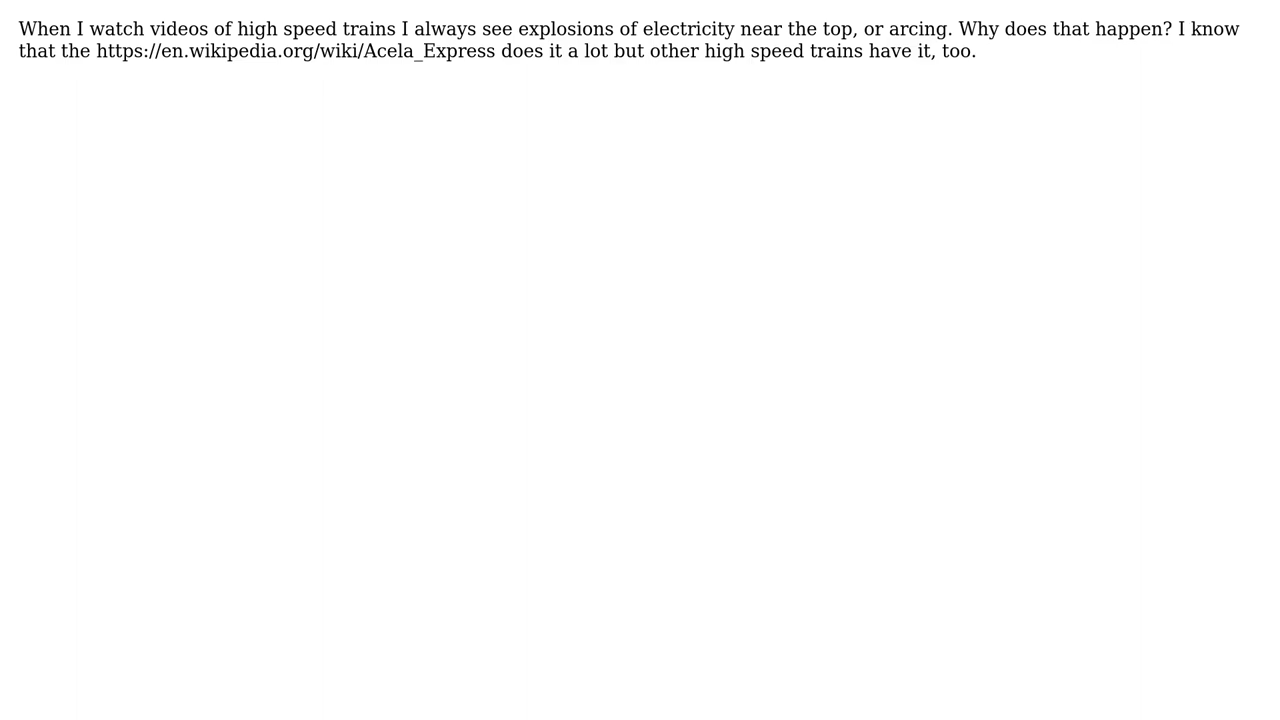 When I watch videos of high speed trains I always see explosions of electricity near the top, or arcing. Why does that happen? I know
that the https://en.wikipedia.org/wiki/Acela_Express does it a lot but other high speed trains have it, too.